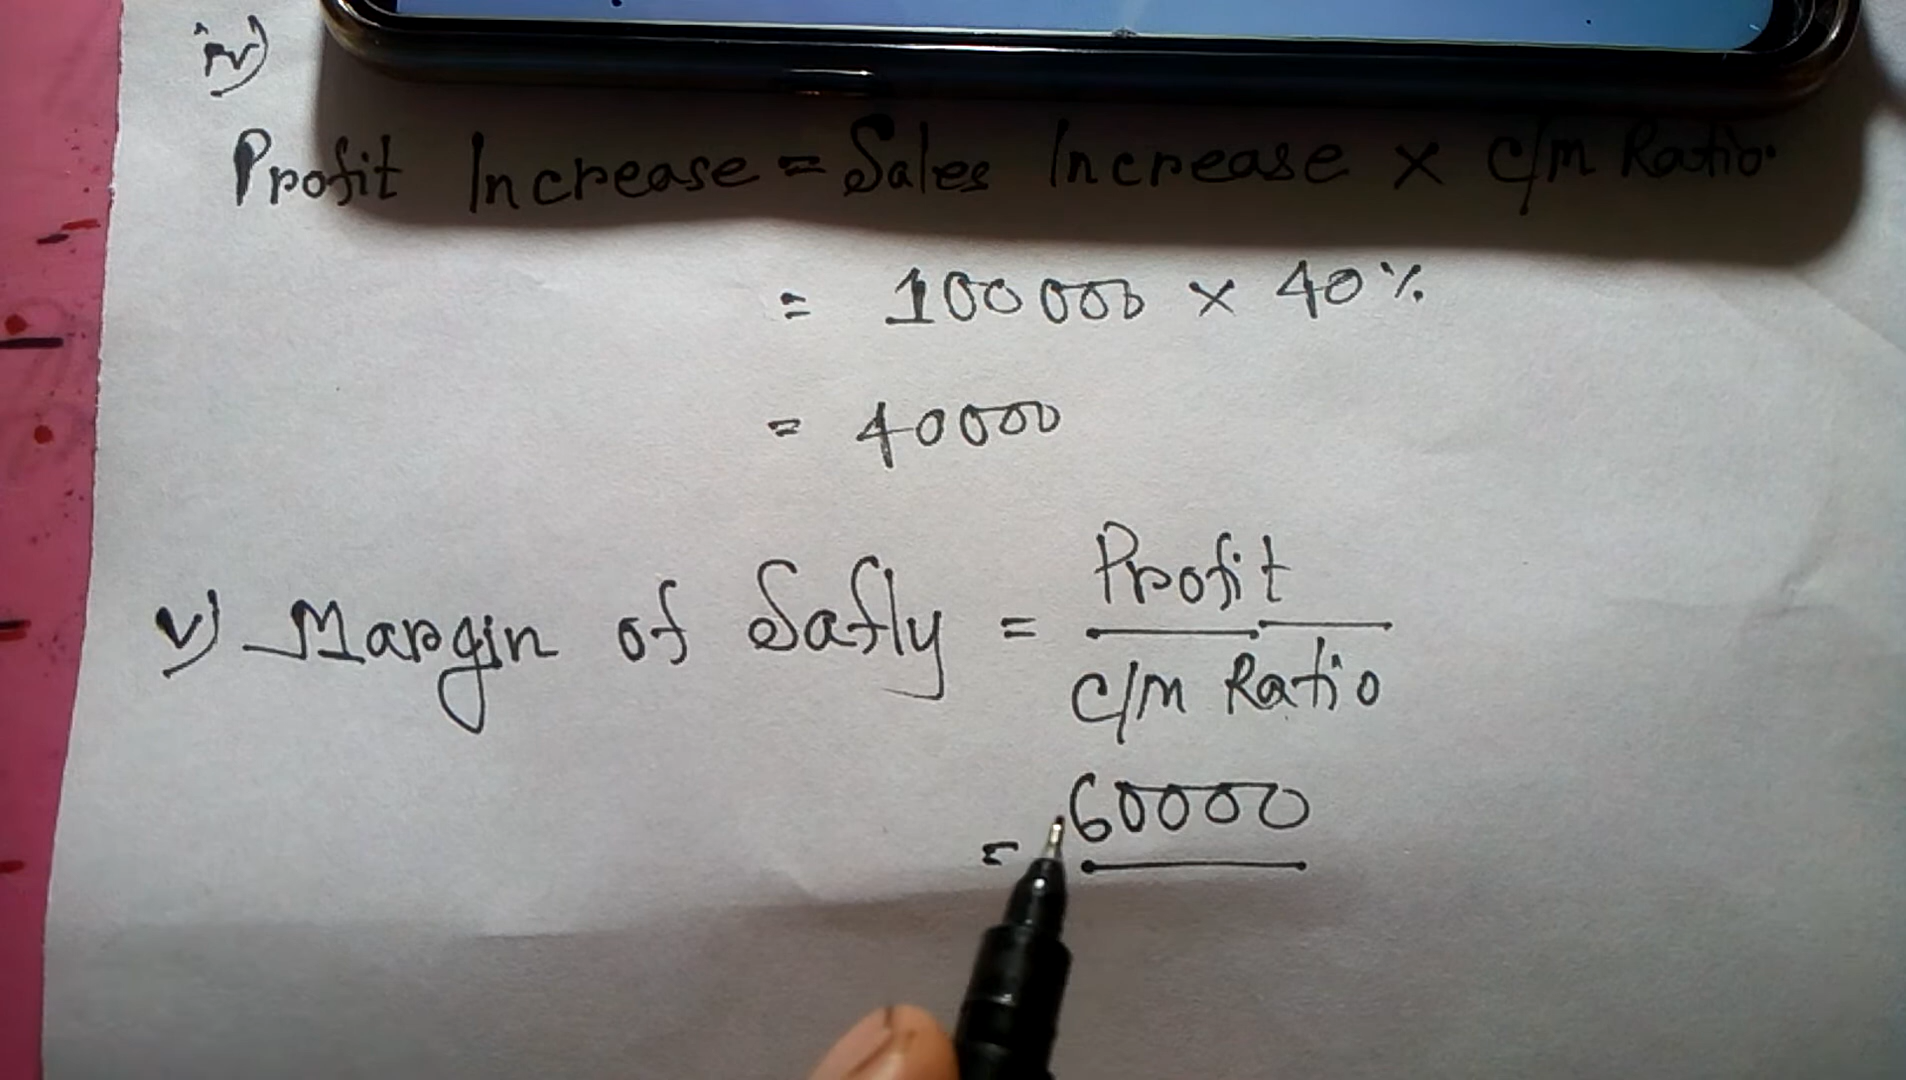 iv)
Profit Increase = Sales Increase × C/M Ratio.
= 100000 × 40%
= 40000
v) Margin of Safly = Profit / C/M Ratio
= 60000